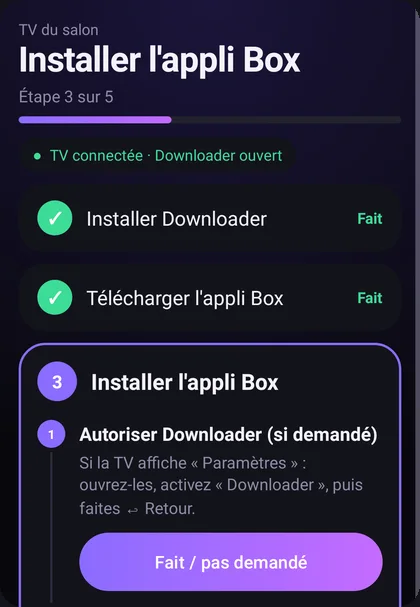 TV du salon
Installer l'appli Box
Étape 3 sur 5
TV connectée · Downloader ouvert
✓ Installer Downloader Fait
✓ Télécharger l'appli Box Fait
3 Installer l'appli Box
1 Autoriser Downloader (si demandé)
Si la TV affiche « Paramètres » :
ouvrez-les, activez « Downloader », puis
faites ↩ Retour.
Fait / pas demandé